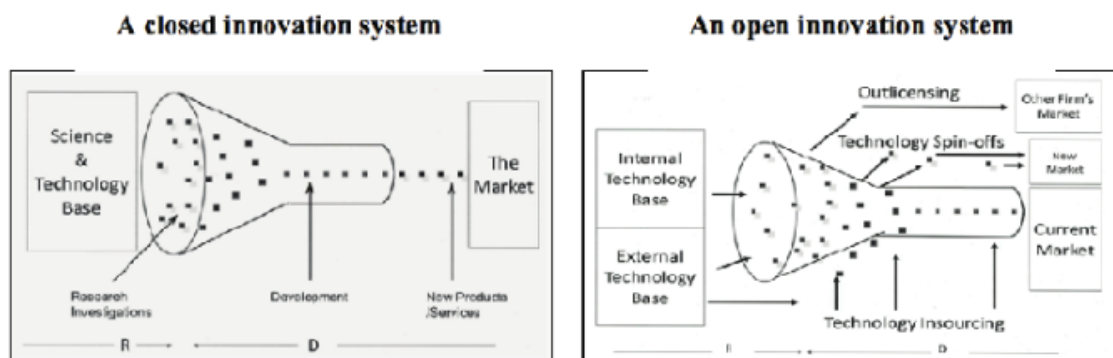 A closed innovation system
An open innovation system
Science
&
Technology
Base
The
Market
Research
Investigations
Development
New Products
/Services
R
D
Outlicensing
Other Firm's
Market
Technology Spin-offs
New
Market
Internal
Technology
Base
Current
Market
External
Technology
Base
Technology Insourcing
D